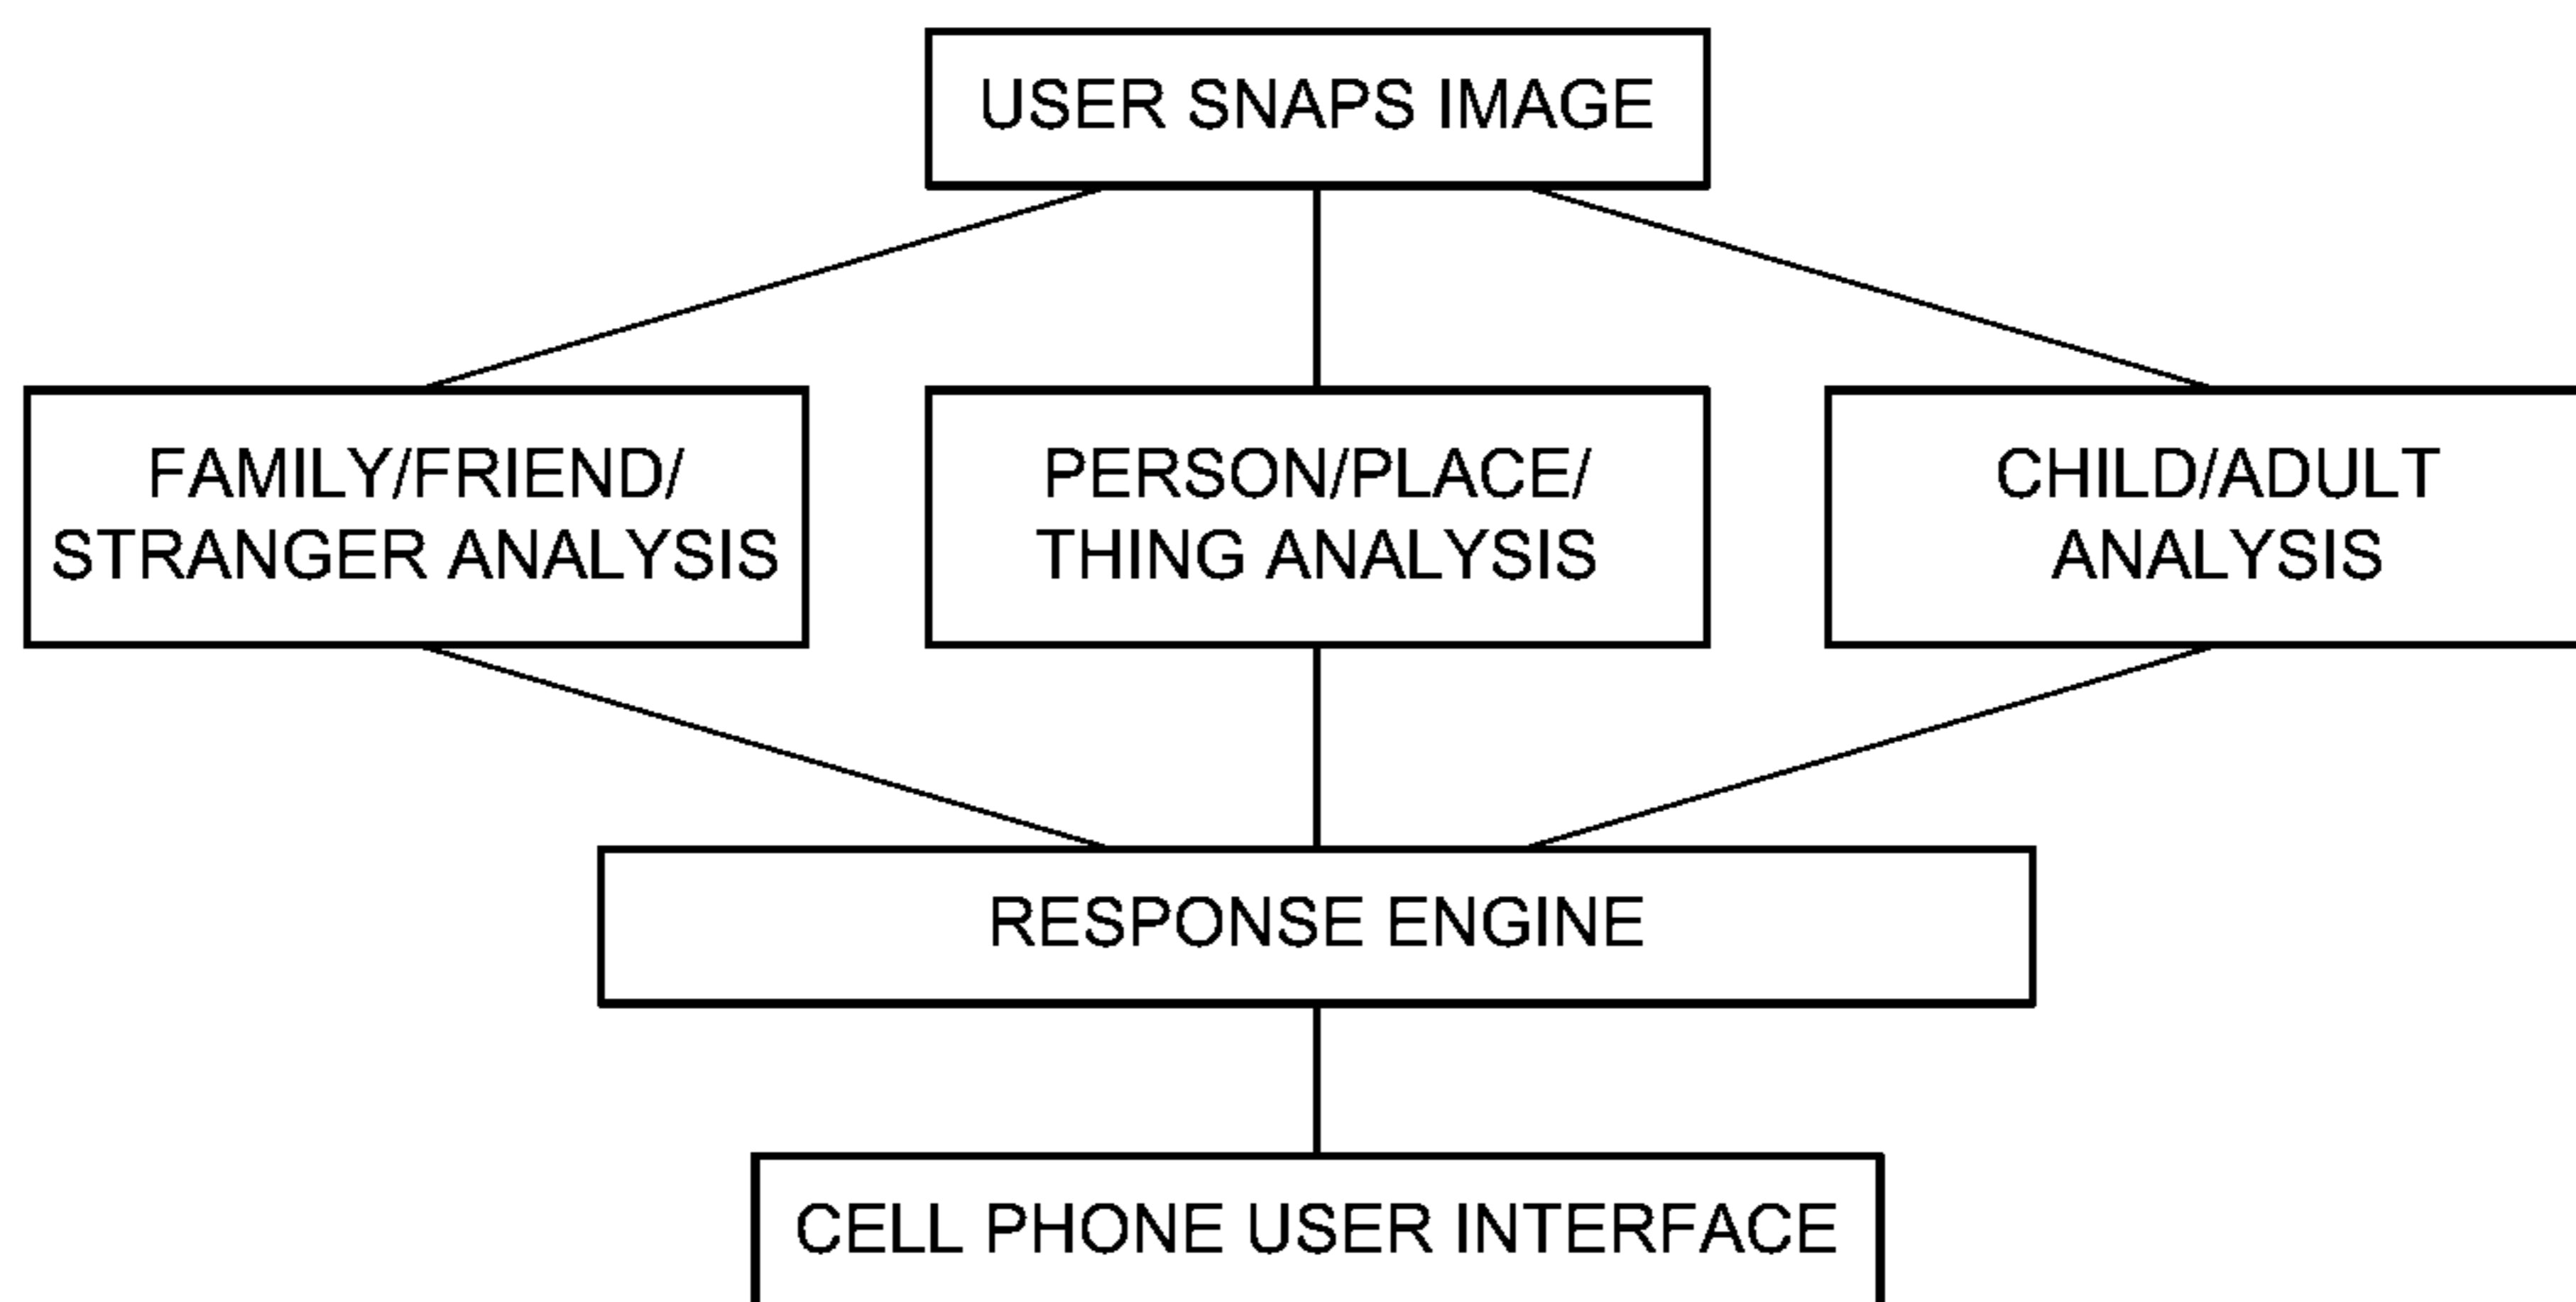 USER SNAPS IMAGE
FAMILY/FRIEND/
STRANGER ANALYSIS
PERSON/PLACE/
THING ANALYSIS
CHILD/ADULT
ANALYSIS
RESPONSE ENGINE
CELL PHONE USER INTERFACE